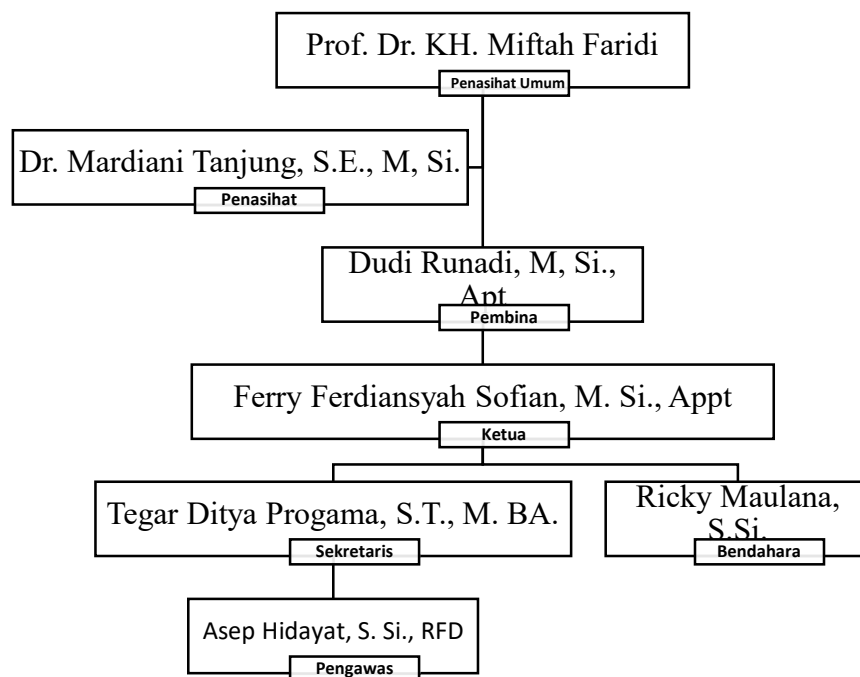 Prof. Dr. KH. Miftah Faridi
Penasihat Umum
Dr. Mardiani Tanjung, S.E., M, Si.
Penasihat
Dudi Runadi, M, Si.,
Apt
Pembina
Ferry Ferdiansyah Sofian, M. Si., Appt
Ketua
Tegar Ditya Progama, S.T., M. BA.
Sekretaris
Ricky Maulana,
S.Si.
Bendahara
Asep Hidayat, S. Si., RFD
Pengawas